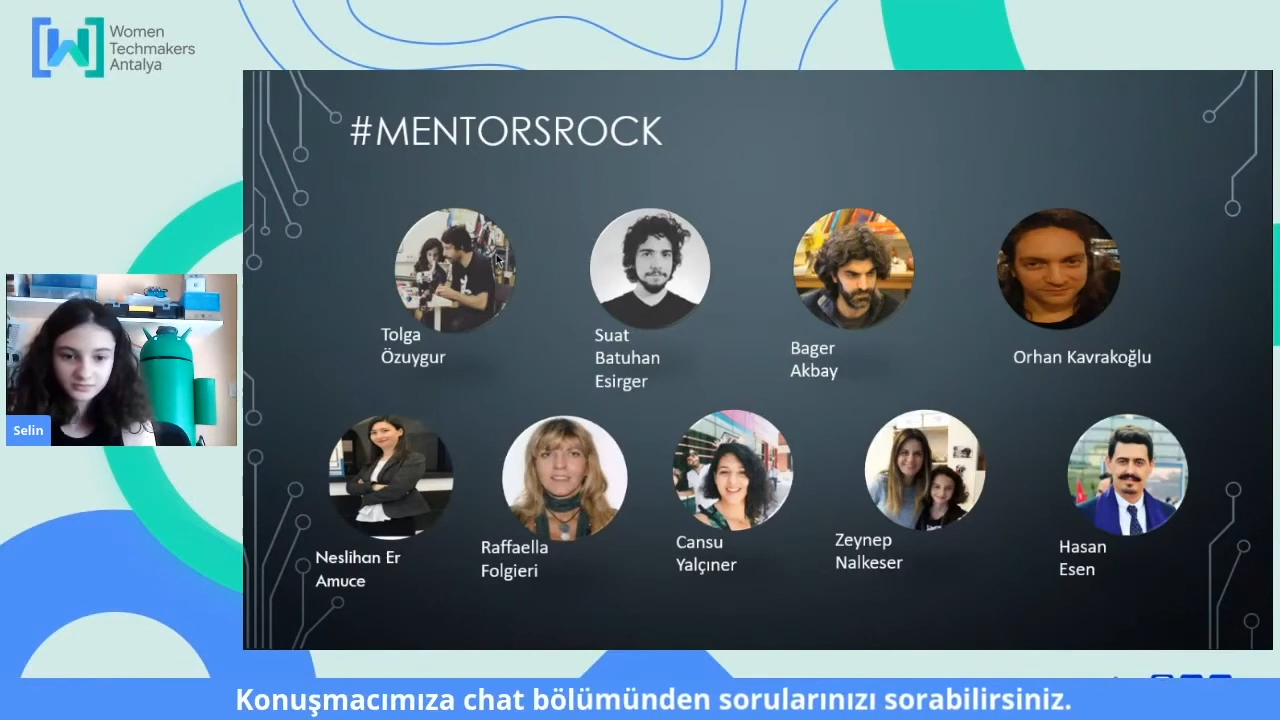 Women
Techmakers
Antalya
#MENTORSROCK
Tolga
Özuygur
Suat
Batuhan
Esirger
Bager
Akbay
Orhan Kavrakoğlu
Selin
Neslihan Er
Amuce
Raffaella
Folgieri
Cansu
Yalçıner
Zeynep
Nalkeser
Hasan
Esen
Konuşmacımıza chat bölümünden sorularınızı sorabilirsiniz.